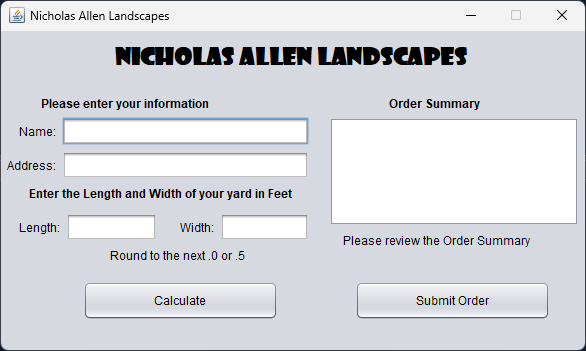 Nicholas Allen Landscapes
NICHOLAS ALLEN LANDSCAPES
Please enter your information
Name:
Address:
Enter the Length and Width of your yard in Feet
Length:
Width:
Round to the next .0 or .5
Calculate
Order Summary
Please review the Order Summary
Submit Order